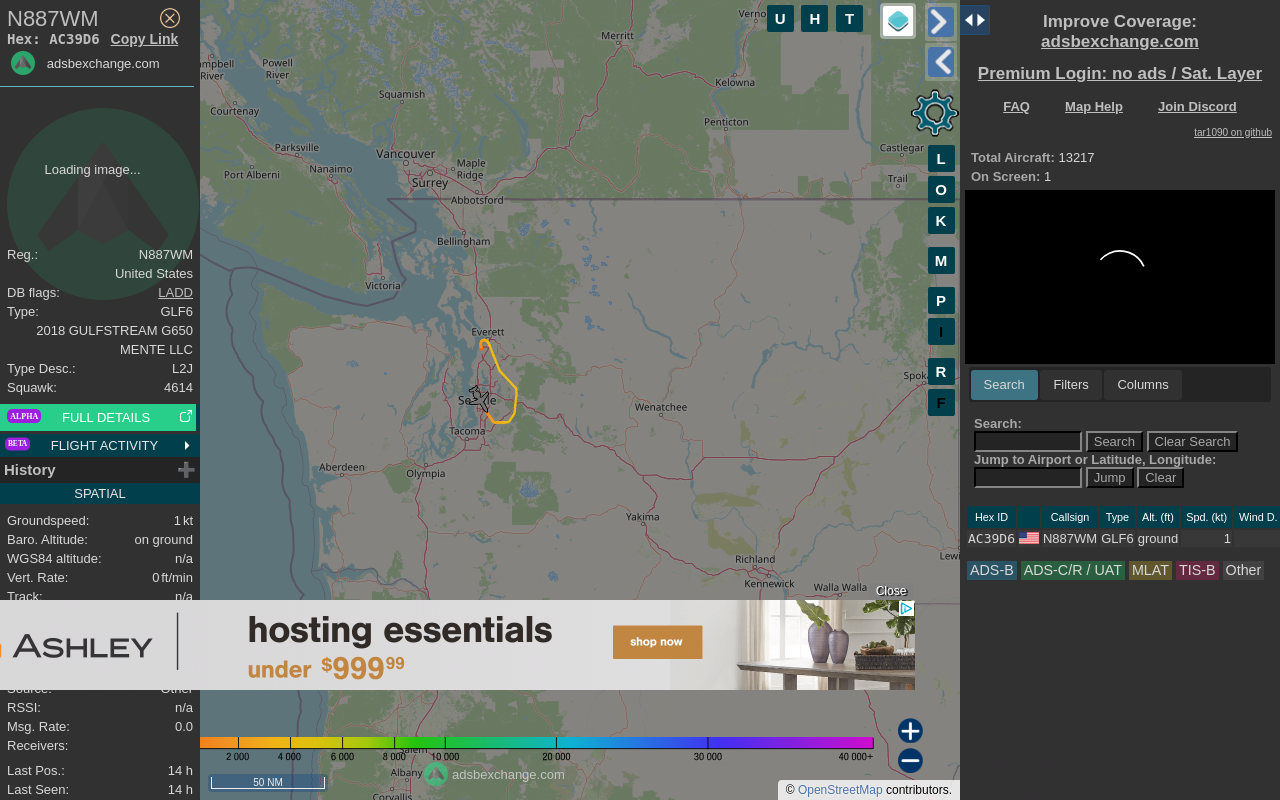 N887WM
Hex: AC39D6 Copy Link
adsbexchange.com
Loading image...
Reg.: N887WM
United States
DB flags: LADD
Type: GLF6
2018 GULFSTREAM G650
MENTE LLC
Type Desc.: L2J
Squawk: 4614
ALPHA FULL DETAILS
BETA FLIGHT ACTIVITY
History
SPATIAL
Groundspeed: 1 kt
Baro. Altitude: on ground
WGS84 altitude: n/a
Vert. Rate: 0 ft/min
Track: n/a
Source: Other
RSSI: n/a
Msg. Rate: 0.0
Receivers:
Last Pos.: 14 h
Last Seen: 14 h
U H T
Merritt
Powell
River
River
Squamish
Kelowna
Courtenay
Penticton
Parksville
Vancouver
Castlegar
Nanaimo
Maple
Ridge
Port Alberni
Surrey
Trail
Abbotsford
Bellingham
Victoria
Everett
Wenatchee
Tacoma
Aberdeen
Olympia
Yakima
Richland
Kennewick
Walla Walla
L
O
K
M
P
I
R
F
Close
ASHLEY
hosting essentials
under $999.99
shop now
2 000 4 000 6 000 8 000 10 000 20 000 30 000 40 000+
Albany
adsbexchange.com
50 NM
Corvallis
© OpenStreetMap contributors.
Improve Coverage:
adsbexchange.com
Premium Login: no ads / Sat. Layer
FAQ Map Help Join Discord
tar1090 on github
Total Aircraft: 13217
On Screen: 1
Search Filters Columns
Search:
Search Clear Search
Jump to Airport or Latitude, Longitude:
Jump Clear
Hex ID Callsign Type Alt. (ft) Spd. (kt) Wind D.
AC39D6 N887WM GLF6 ground 1
ADS-B ADS-C/R / UAT MLAT TIS-B Other